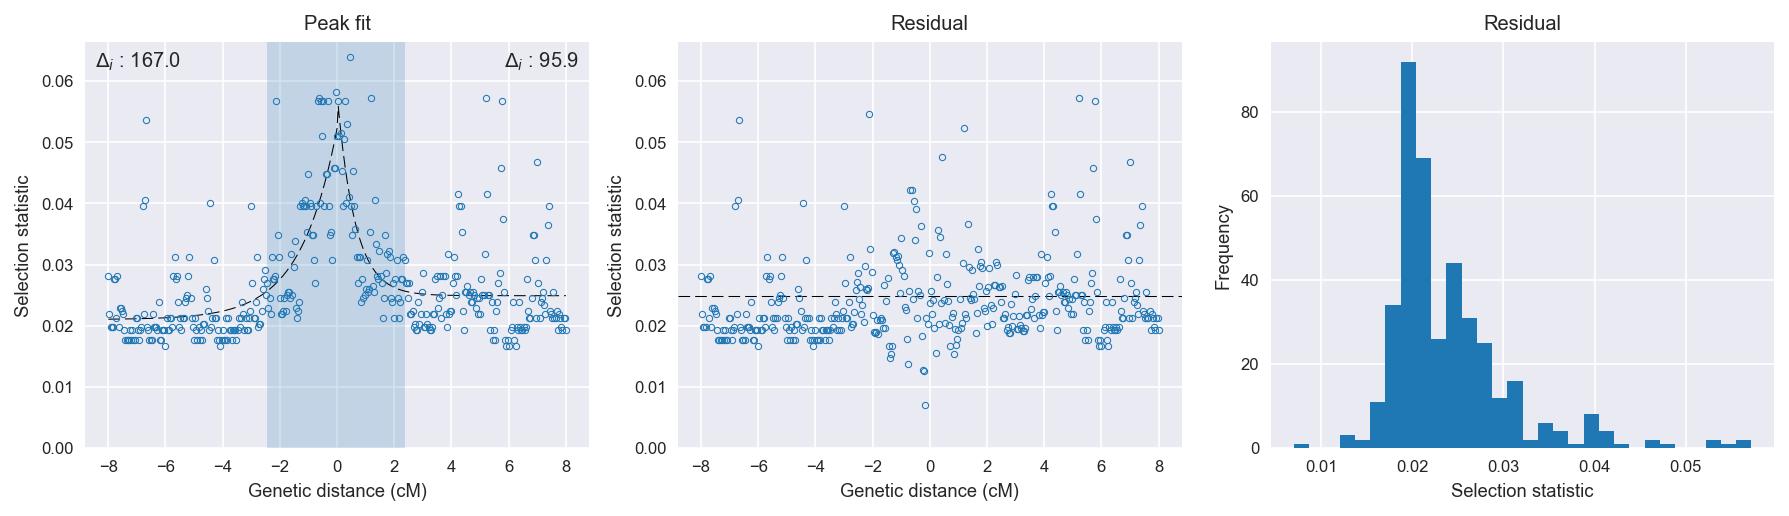 Peak fit
Δi : 167.0
Δi : 95.9
0.06
0.05
0.04
0.03
0.02
0.01
0.00
Selection statistic
−8 −6 −4 −2 0 2 4 6 8
Genetic distance (cM)
Residual
0.06
0.05
0.04
0.03
0.02
0.01
0.00
Selection statistic
−8 −6 −4 −2 0 2 4 6 8
Genetic distance (cM)
Residual
80
60
40
20
0
Frequency
0.01 0.02 0.03 0.04 0.05
Selection statistic